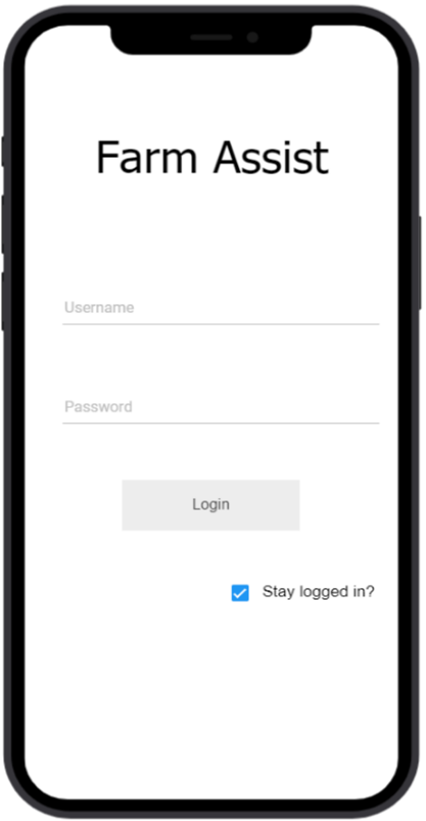 Farm Assist
Username
Password
Login
Stay logged in?